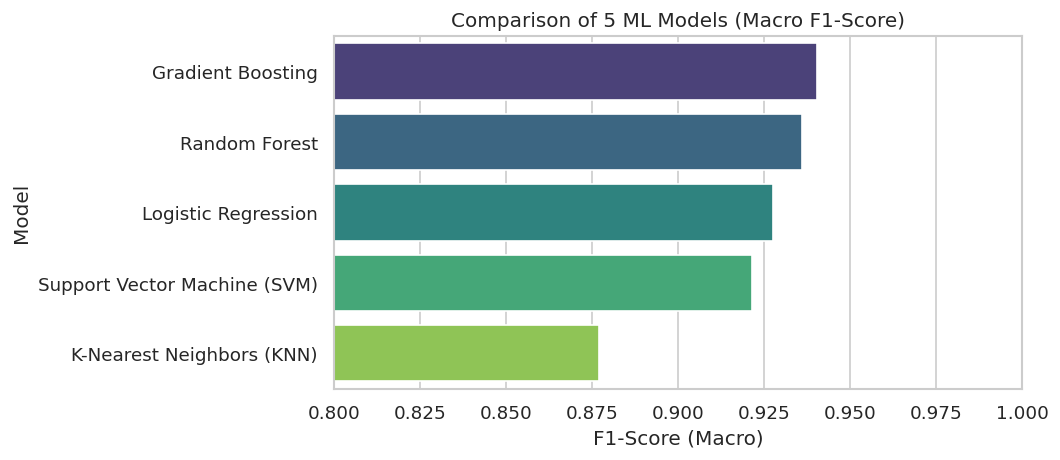 Comparison of 5 ML Models (Macro F1-Score)
Gradient Boosting
Random Forest
Logistic Regression
Support Vector Machine (SVM)
K-Nearest Neighbors (KNN)
Model
0.800 0.825 0.850 0.875 0.900 0.925 0.950 0.975 1.000
F1-Score (Macro)